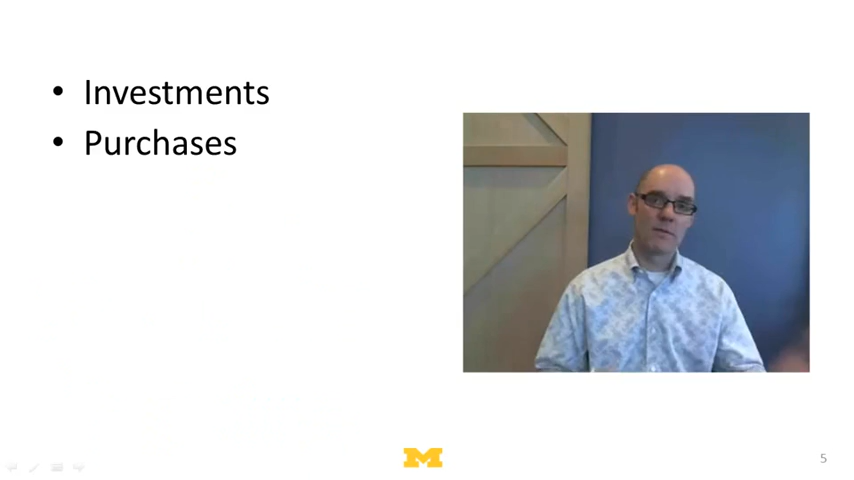 • Investments
• Purchases
M
5